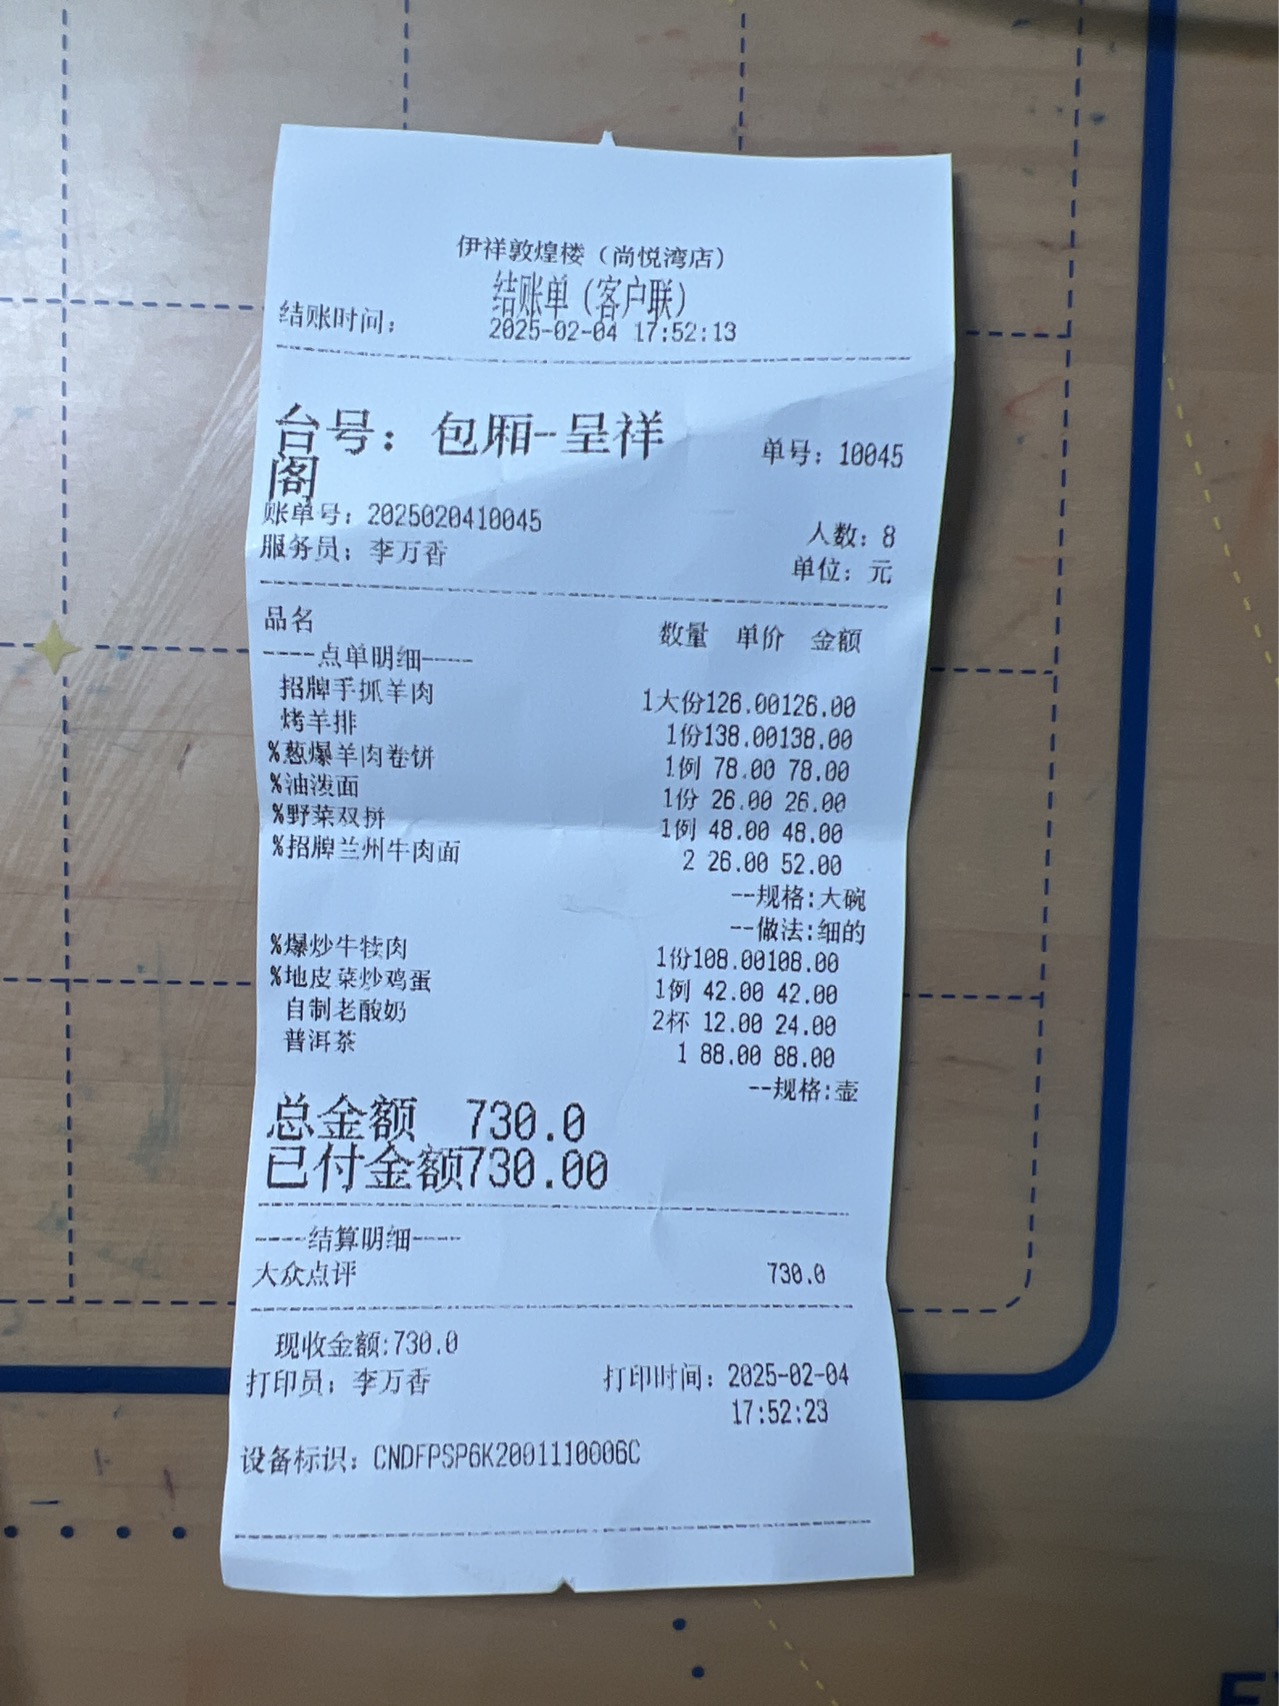 伊祥敦煌楼（尚悦湾店）
结账单（客户联）
结账时间： 2025-02-04 17:52:13
台号：包厢-呈祥
阁
单号：10045
账单号：2025020410045
人数：8
服务员：李万香
单位：元
品名 数量 单价 金额
----点单明细----
招牌手抓羊肉 1大份126.00126.00
烤羊排 1份138.00138.00
%葱爆羊肉卷饼 1例 78.00 78.00
%油泼面 1份 26.00 26.00
%野菜双拼 1例 48.00 48.00
%招牌兰州牛肉面 2 26.00 52.00
--规格:大碗
--做法:细的
%爆炒牛犊肉 1份108.00108.00
%地皮菜炒鸡蛋 1例 42.00 42.00
自制老酸奶 2杯 12.00 24.00
普洱茶 1 88.00 88.00
--规格:壶
总金额 730.0
已付金额730.00
----结算明细----
大众点评 730.0
现收金额:730.0
打印员：李万香 打印时间：2025-02-04
17:52:23
设备标识：CNDFPSP6K2001110006C